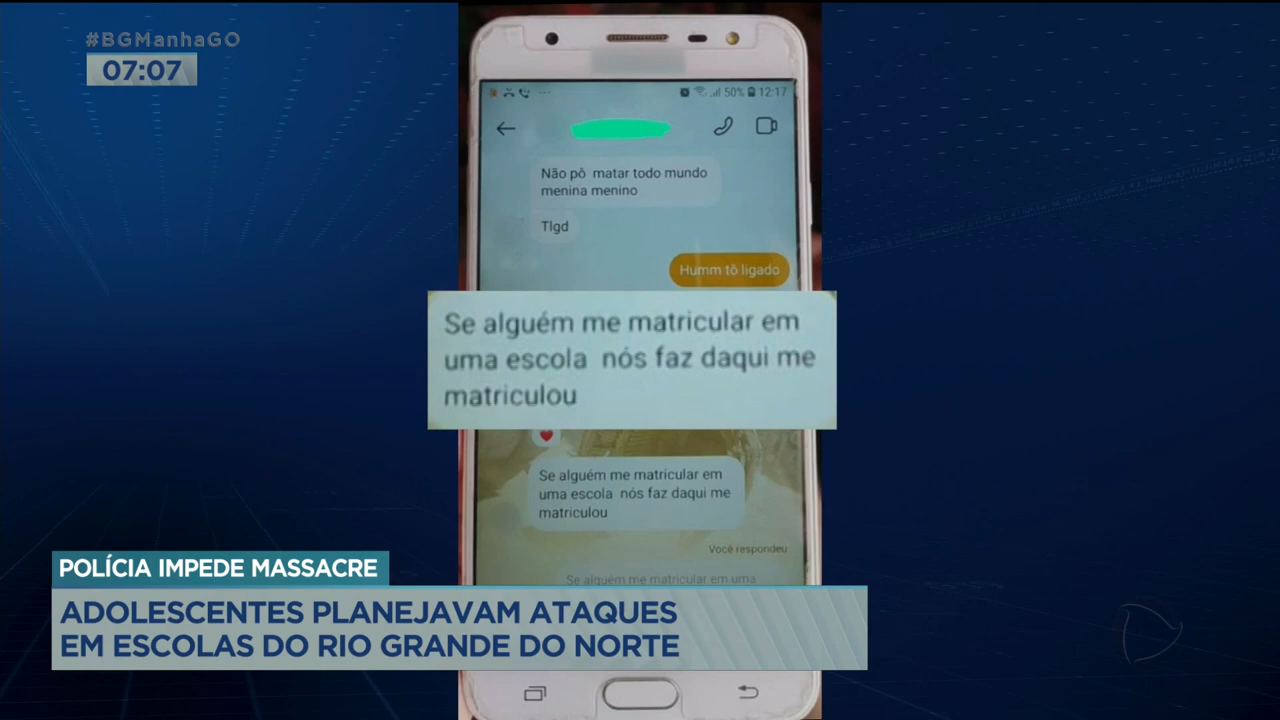 #BGManhaGO
07:07
50% 12:17
Não pô matar todo mundo
menina menino
Tlgd
Humm tô ligado
Se alguém me matricular em
uma escola nós faz daqui me
matriculou
Se alguém me matricular em
uma escola nós faz daqui me
matriculou
Você respondeu
Se alguém me matricular em uma
POLÍCIA IMPEDE MASSACRE
ADOLESCENTES PLANEJAVAM ATAQUES
EM ESCOLAS DO RIO GRANDE DO NORTE